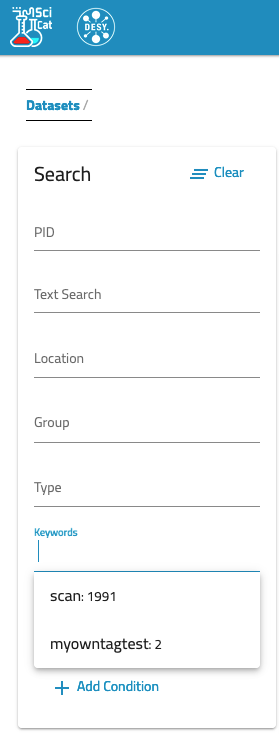 Sci
Cat
DESY.
Datasets /
Search
Clear
PID
Text Search
Location
Group
Type
Keywords
scan: 1991
myowntagtest: 2
Add Condition